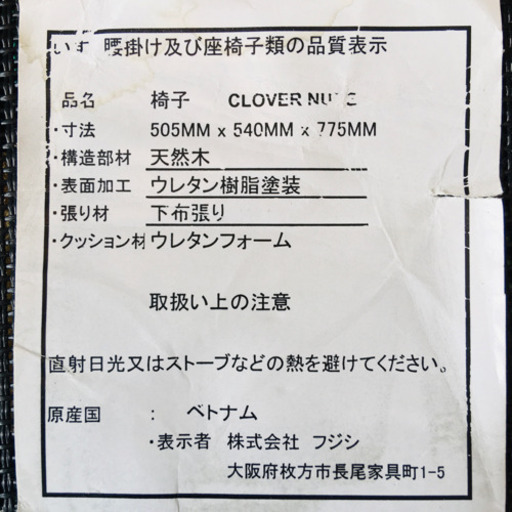 いす 腰掛け及び座椅子類の品質表示
品名 椅子 CLOVER
・寸法 505MM x 540MM x 775MM
・構造部材 天然木
・表面加工 ウレタン樹脂塗装
・張り材 下布張り
・クッション材 ウレタンフォーム
取扱い上の注意
直射日光又はストーブなどの熱を避けてください。
原産国 : ベトナム
・表示者 株式会社 フジシ
大阪府枚方市長尾家具町1-5